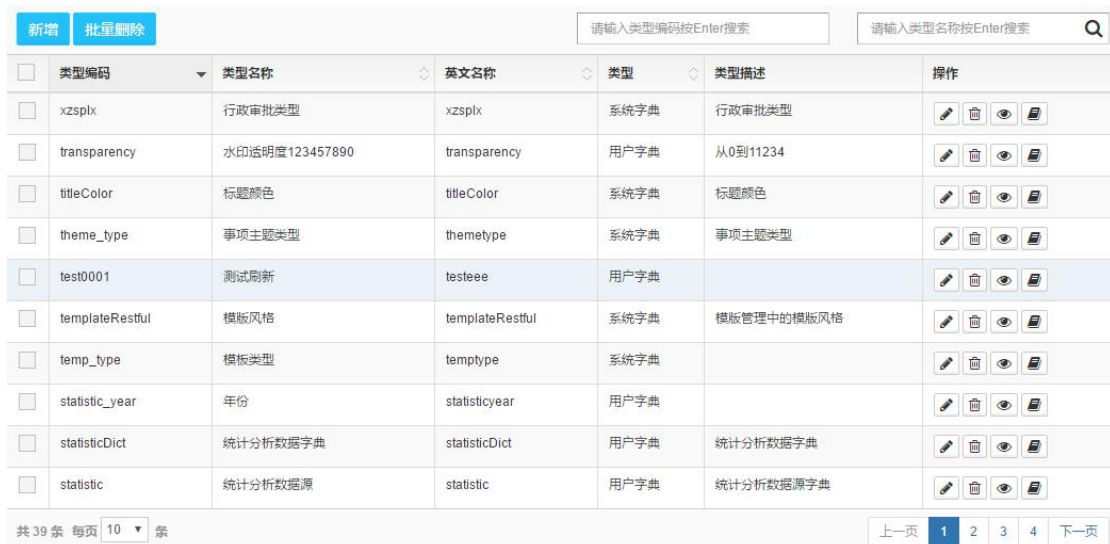 新增 批量删除 请输入类型编码按Enter搜索 请输入类型名称按Enter搜索
类型编码 类型名称 英文名称 类型 类型描述 操作
xzsplx 行政审批类型 xzsplx 系统字典 行政审批类型
transparency 水印透明度123457890 transparency 用户字典 从0到11234
titleColor 标题颜色 titleColor 系统字典 标题颜色
theme_type 事项主题类型 themetype 系统字典 事项主题类型
test0001 测试刷新 testeee 用户字典
templateRestful 模版风格 templateRestful 系统字典 模版管理中的模版风格
temp_type 模板类型 temptype 系统字典
statistic_year 年份 statisticyear 用户字典
statisticDict 统计分析数据字典 statisticDict 用户字典 统计分析数据字典
statistic 统计分析数据源 statistic 用户字典 统计分析数据源字典
共39条 每页 10 条 上一页 1 2 3 4 下一页